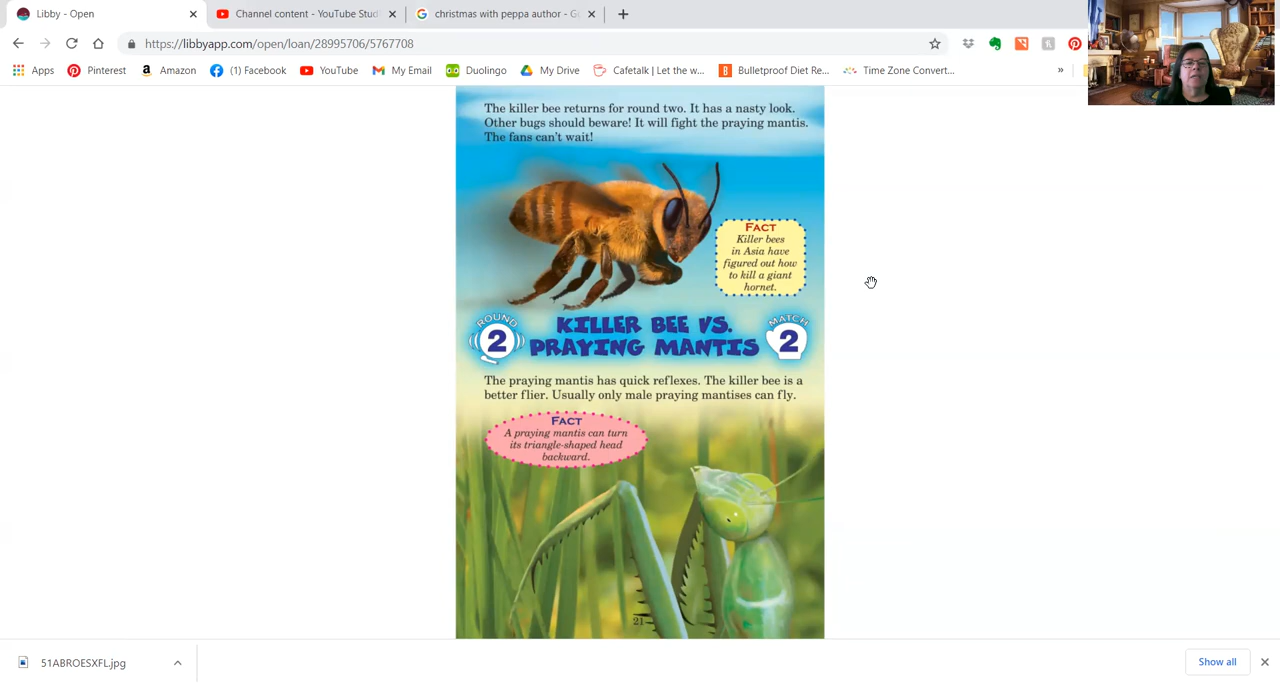 Libby - Open
Channel content - YouTube Studi
christmas with peppa author - Go
https://libbyapp.com/open/loan/28995706/5767708
Apps Pinterest Amazon (1) Facebook YouTube My Email Duolingo My Drive Cafetalk | Let the w... Bulletproof Diet Re... Time Zone Convert... »
The killer bee returns for round two. It has a nasty look.
Other bugs should beware! It will fight the praying mantis.
The fans can't wait!
FACT
Killer bees
in Asia have
figured out how
to kill a giant
hornet.
ROUND
2
KILLER BEE VS.
PRAYING MANTIS
MATCH
2
The praying mantis has quick reflexes. The killer bee is a
better flier. Usually only male praying mantises can fly.
FACT
A praying mantis can turn
its triangle-shaped head
backward.
21
51ABROESXFL.jpg
Show all